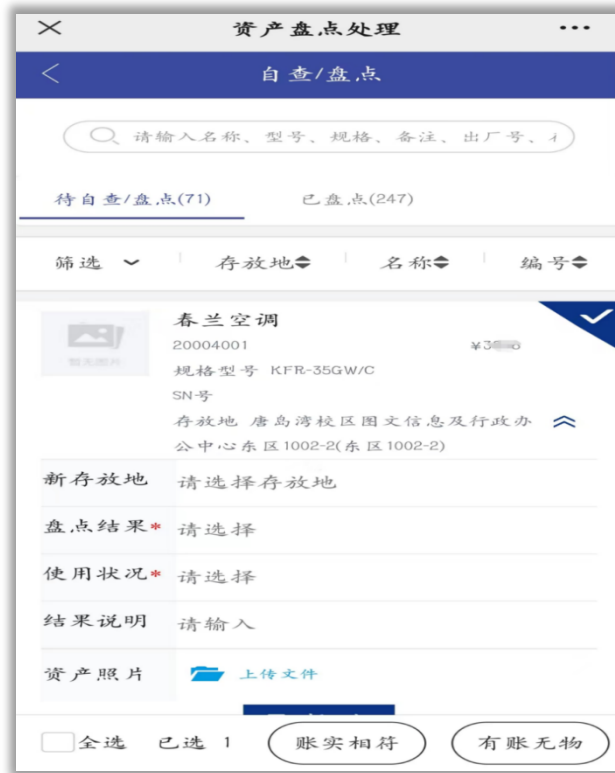 资产盘点处理
自查/盘点
请输入名称、型号、规格、备注、出厂号、
待自查/盘点(71) 已盘点(247)
筛选 存放地 名称 编号
春兰空调
20004001
暂无图片
规格型号 KFR-35GW/C
SN号
存放地 唐岛湾校区图文信息及行政办
公中心东区1002-2(东区1002-2)
新存放地 请选择存放地
盘点结果* 请选择
使用状况* 请选择
结果说明 请输入
资产照片 上传文件
全选 已选 1 账实相符 有账无物